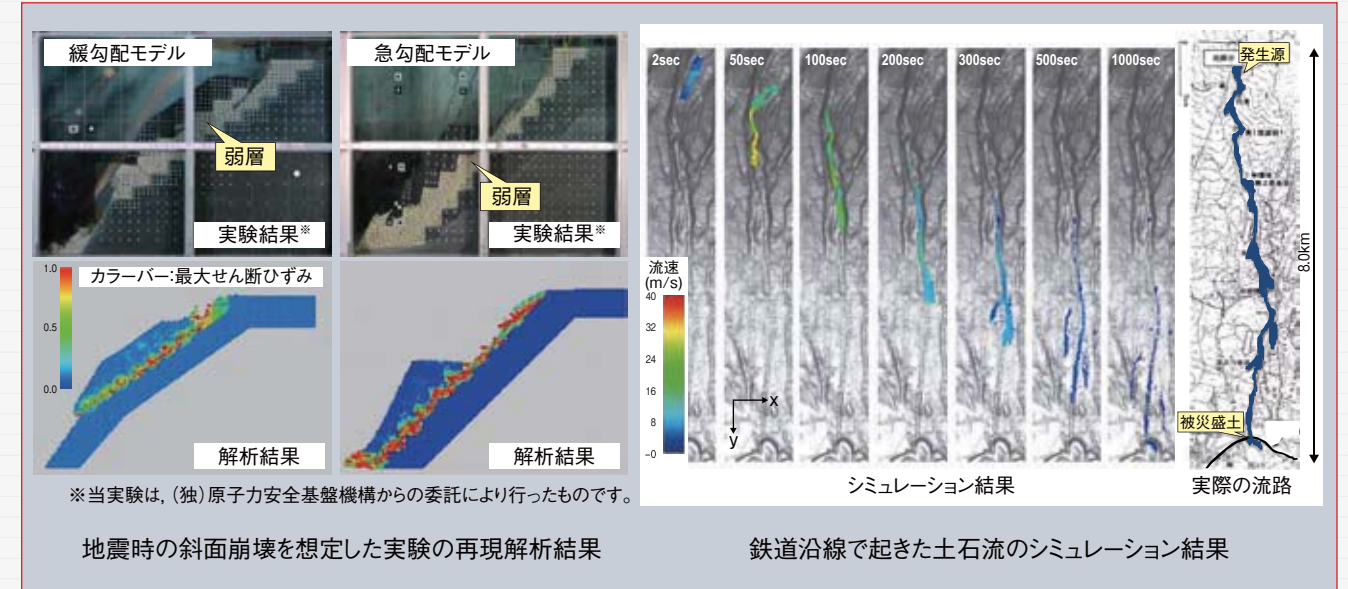 緩勾配モデル
弱層
実験結果※
急勾配モデル
弱層
実験結果※
カラーバー:最大せん断ひずみ
1.0
0.5
0.0
解析結果
解析結果
※当実験は,(独)原子力安全基盤機構からの委託により行ったものです。
地震時の斜面崩壊を想定した実験の再現解析結果
2sec
50sec
100sec
200sec
300sec
500sec
1000sec
流速
(m/s)
40
32
24
16
8
-0
x
y
シミュレーション結果
発生源
被災盛土
8.0km
実際の流路
鉄道沿線で起きた土石流のシミュレーション結果